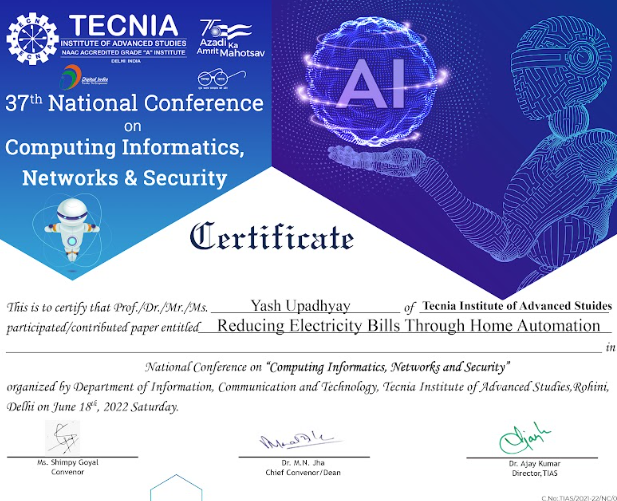 TECNIA
INSTITUTE OF ADVANCED STUDIES
NAAC ACCREDITED GRADE "A" INSTITUTE
DELHI INDIA
75
Azadi Ka
Amrit Mahotsav
Digital India
37th National Conference
on
Computing Informatics,
Networks & Security
AI
Certificate
This is to certify that Prof./Dr./Mr./Ms. Yash Upadhyay of Tecnia Institute of Advanced Stuides
participated/contributed paper entitled Reducing Electricity Bills Through Home Automation
in
National Conference on "Computing Informatics, Networks and Security"
organized by Department of Information, Communication and Technology, Tecnia Institute of Advanced Studies,Rohini,
Delhi on June 18th, 2022 Saturday.
Ms. Shimpy Goyal
Convenor
Dr. M.N. Jha
Chief Convenor/Dean
Dr. Ajay Kumar
Director,TIAS
C.No:TIAS/2021-22/NC/0